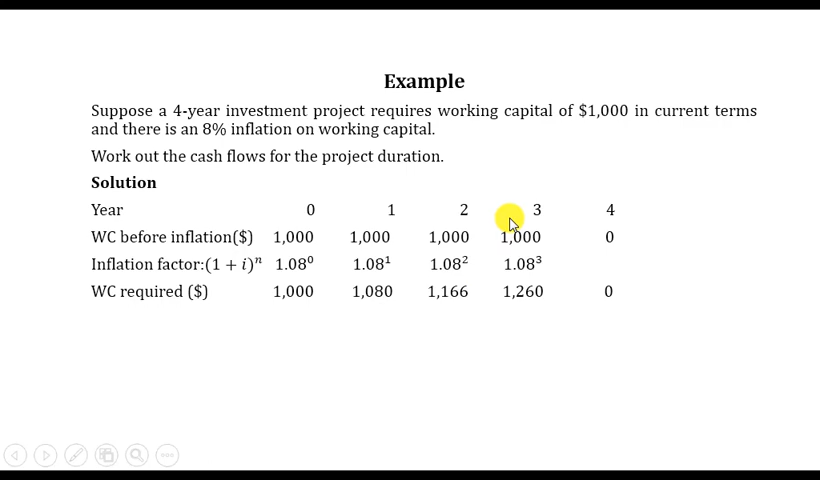 Example
Suppose a 4-year investment project requires working capital of $1,000 in current terms
and there is an 8% inflation on working capital.
Work out the cash flows for the project duration.
Solution
Year 0 1 2 3 4
WC before inflation($) 1,000 1,000 1,000 1,000 0
Inflation factor:(1 + i)ⁿ 1.08⁰ 1.08¹ 1.08² 1.08³
WC required ($) 1,000 1,080 1,166 1,260 0